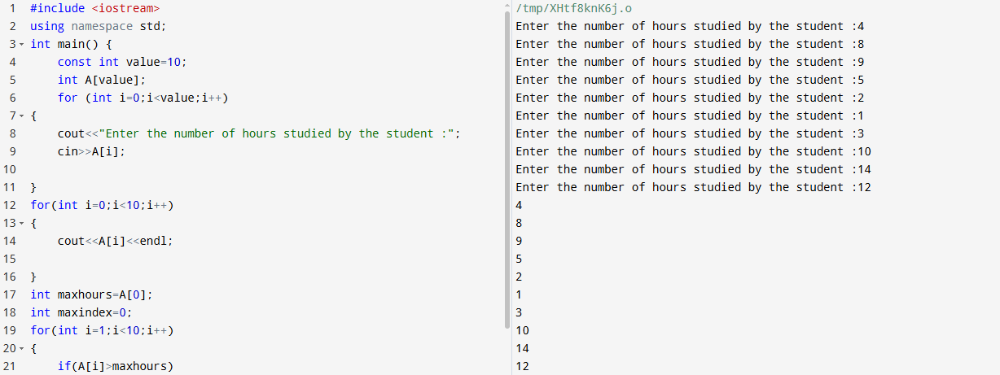 1 #include <iostream>
2 using namespace std;
3 int main() {
4 const int value=10;
5 int A[value];
6 for (int i=0;i<value;i++)
7 {
8 cout<<"Enter the number of hours studied by the student :";
9 cin>>A[i];
10
11 }
12 for(int i=0;i<10;i++)
13 {
14 cout<<A[i]<<endl;
15
16 }
17 int maxhours=A[0];
18 int maxindex=0;
19 for(int i=1;i<10;i++)
20 {
21 if(A[i]>maxhours)
/tmp/XHtf8knK6j.o
Enter the number of hours studied by the student :4
Enter the number of hours studied by the student :8
Enter the number of hours studied by the student :9
Enter the number of hours studied by the student :5
Enter the number of hours studied by the student :2
Enter the number of hours studied by the student :1
Enter the number of hours studied by the student :3
Enter the number of hours studied by the student :10
Enter the number of hours studied by the student :14
Enter the number of hours studied by the student :12
4
8
9
5
2
1
3
10
14
12